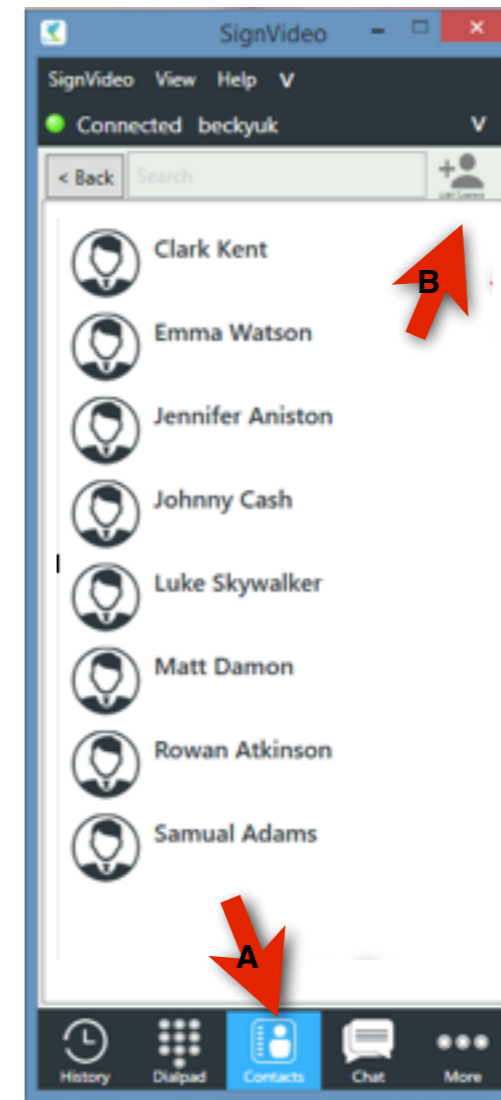 SignVideo
SignVideo View Help V
Connected beckyuk V
< Back Search
Clark Kent
B
Emma Watson
Jennifer Aniston
Johnny Cash
Luke Skywalker
Matt Damon
Rowan Atkinson
Samual Adams
A
History Dialpad Contacts Chat More